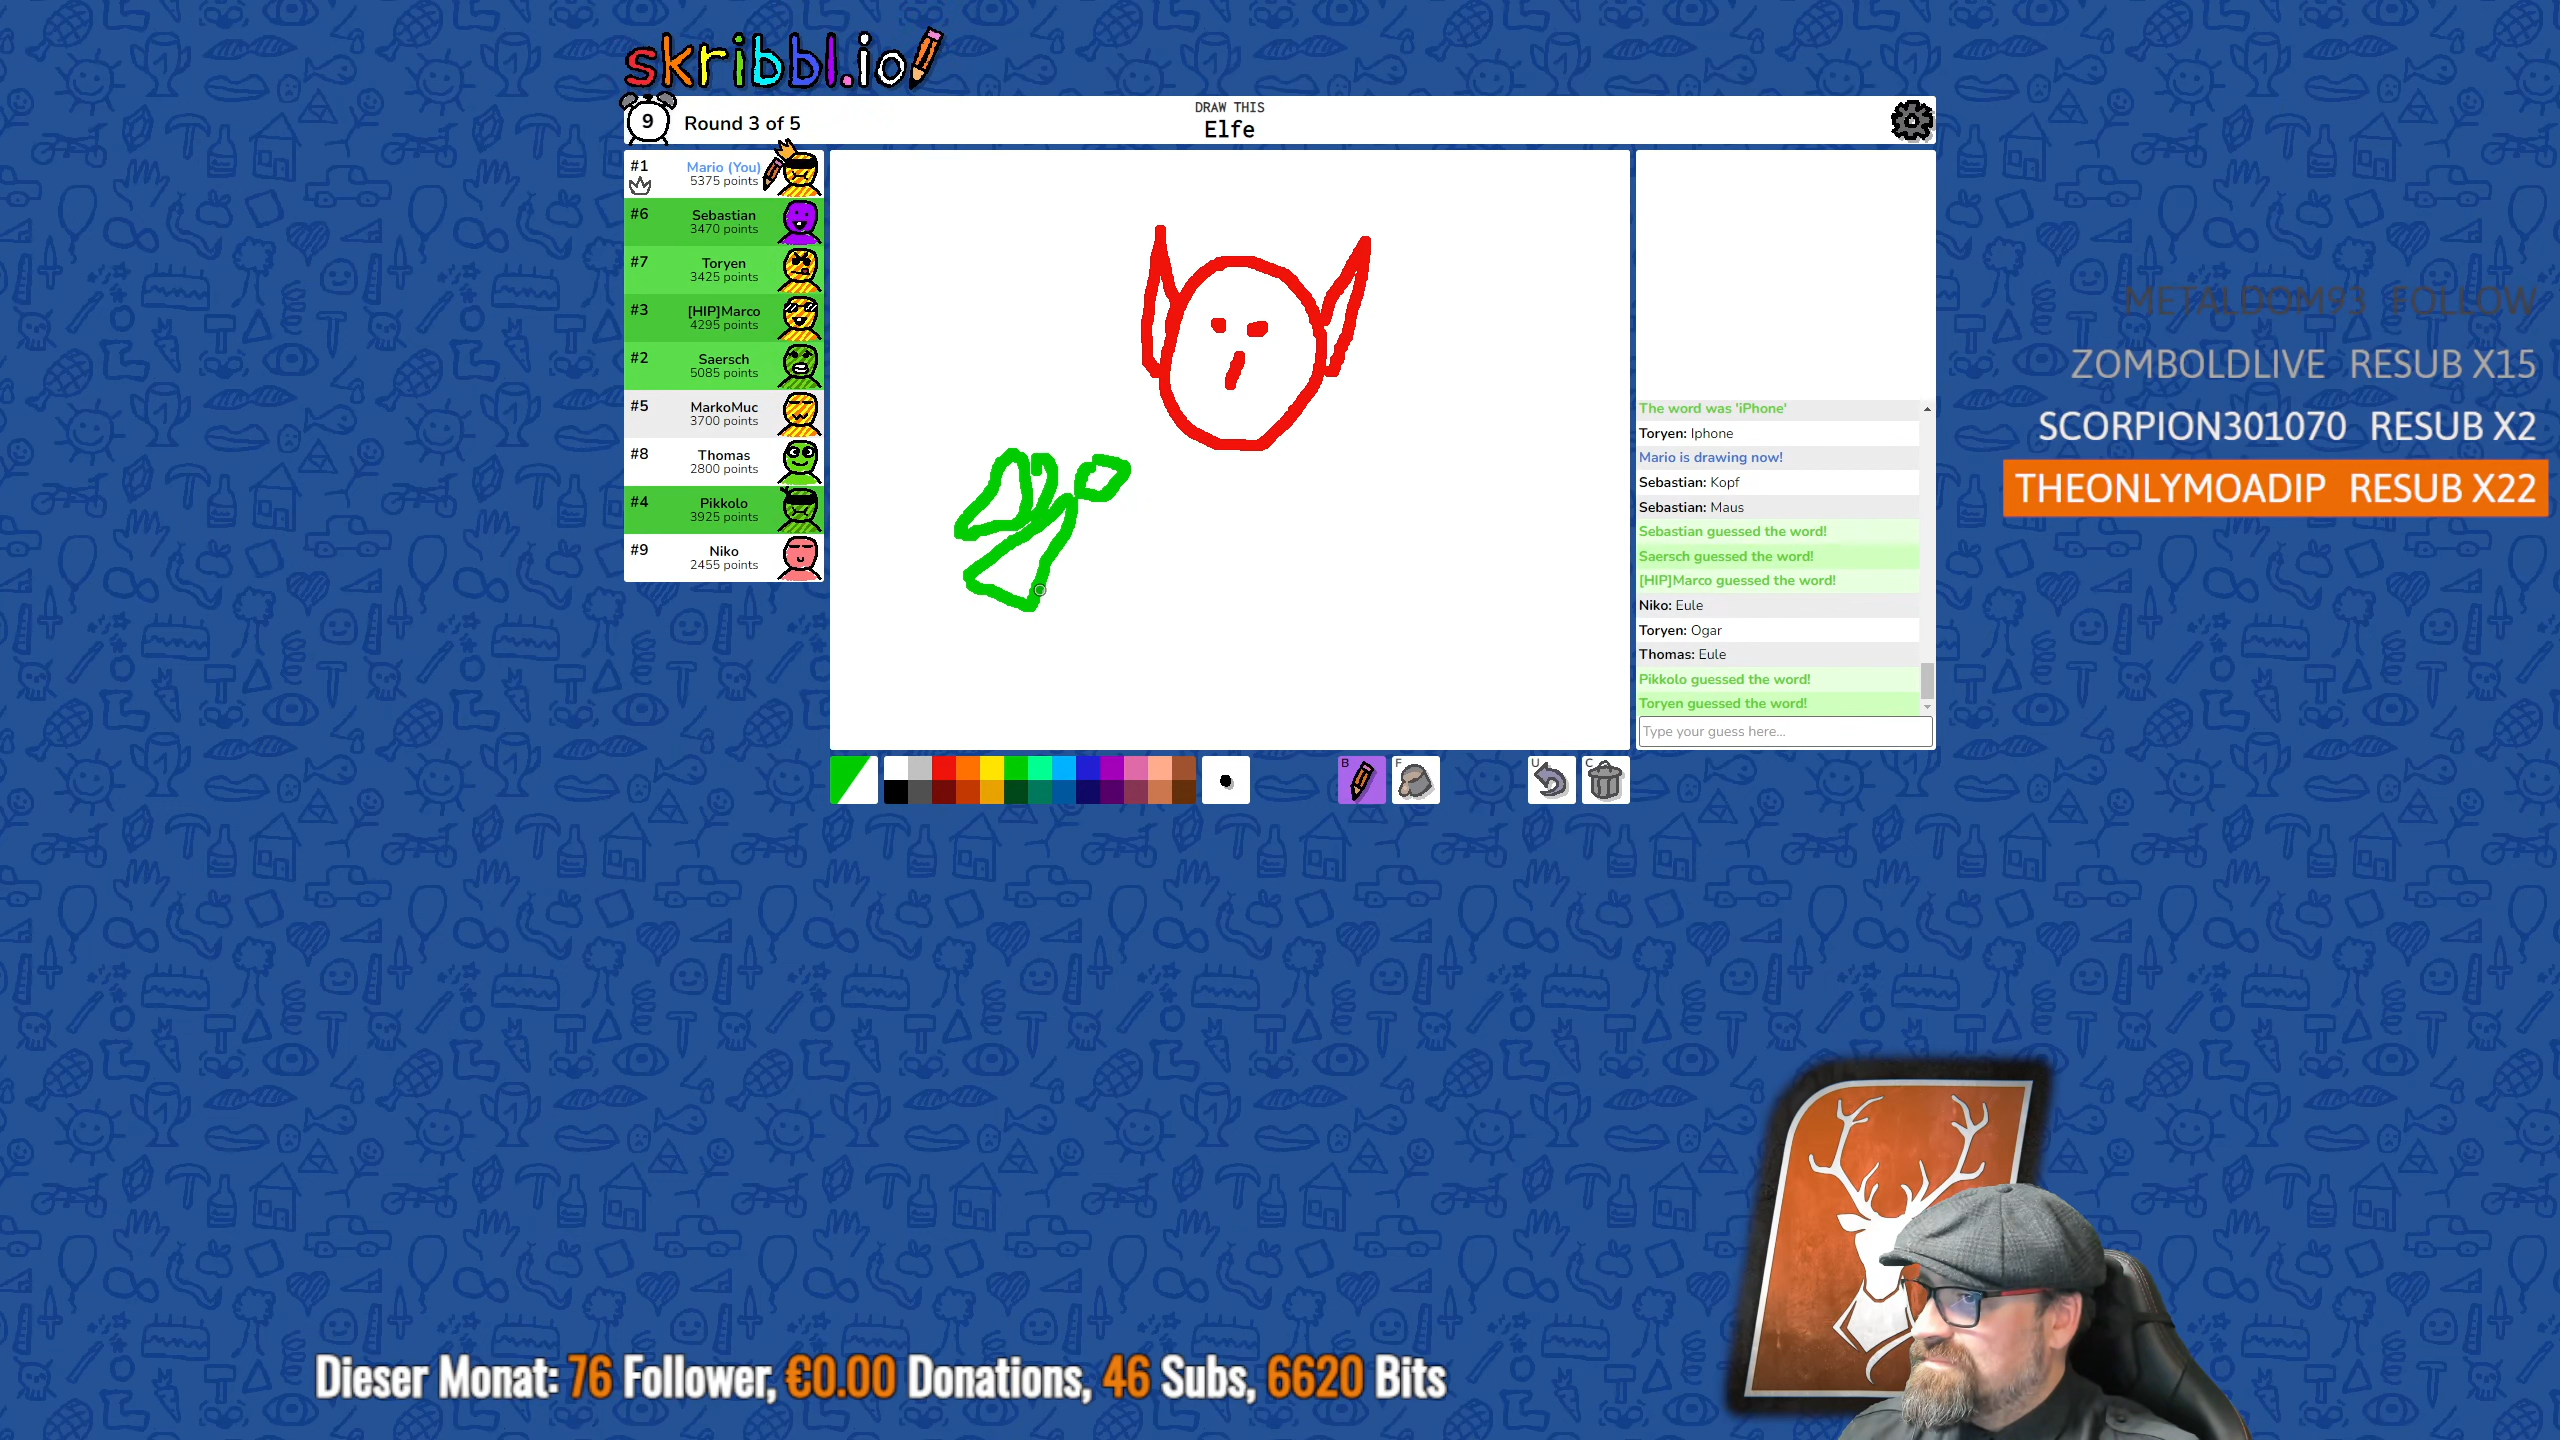 skribbl.io
9
Round 3 of 5
DRAW THIS
Elfe
#1
Mario (You)
5375 points
#6
Sebastian
3470 points
#7
Toryen
3425 points
#3
[HIP]Marco
4295 points
#2
Saersch
5085 points
#5
MarkoMuc
3700 points
#8
Thomas
2800 points
#4
Pikkolo
3925 points
#9
Niko
2455 points
The word was 'iPhone'
Toryen: Iphone
Mario is drawing now!
Sebastian: Kopf
Sebastian: Maus
Sebastian guessed the word!
Saersch guessed the word!
[HIP]Marco guessed the word!
Niko: Eule
Toryen: Ogar
Thomas: Eule
Pikkolo guessed the word!
Toryen guessed the word!
Type your guess here...
B
F
U
C
METALDOM93 FOLLOW
ZOMBOLDLIVE RESUB X15
SCORPION301070 RESUB X2
THEONLYMOADIP RESUB X22
Dieser Monat: 76 Follower, €0.00 Donations, 46 Subs, 6620 Bits